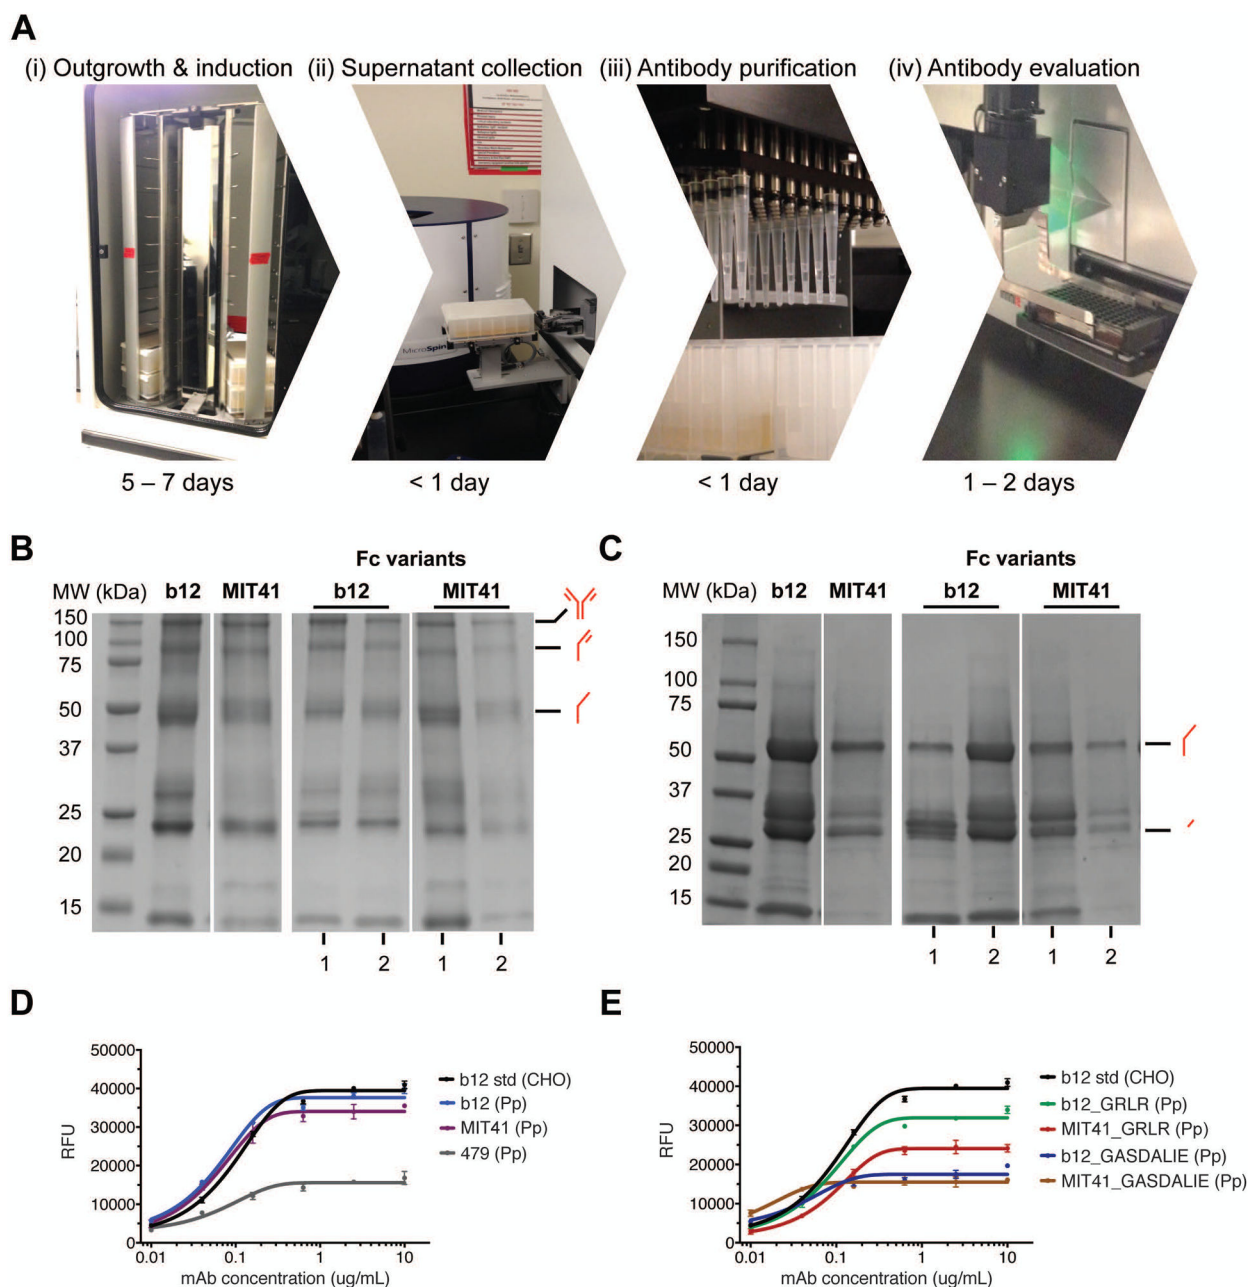 A
(i) Outgrowth & induction
(ii) Supernatant collection
(iii) Antibody purification
(iv) Antibody evaluation
MicroSpin
5 – 7 days
< 1 day
< 1 day
1 – 2 days
B
Fc variants
MW (kDa) b12 MIT41 b12 MIT41
150
100
75
50
37
25
20
15
1 2 1 2
C
Fc variants
MW (kDa) b12 MIT41 b12 MIT41
150
100
75
50
37
25
20
15
1 2 1 2
D
50000
40000
30000
20000
10000
0
RFU
0.01 0.1 1 10
mAb concentration (ug/mL)
b12 std (CHO)
b12 (Pp)
MIT41 (Pp)
479 (Pp)
E
50000
40000
30000
20000
10000
0
RFU
0.01 0.1 1 10
mAb concentration (ug/mL)
b12 std (CHO)
b12_GRLR (Pp)
MIT41_GRLR (Pp)
b12_GASDALIE (Pp)
MIT41_GASDALIE (Pp)